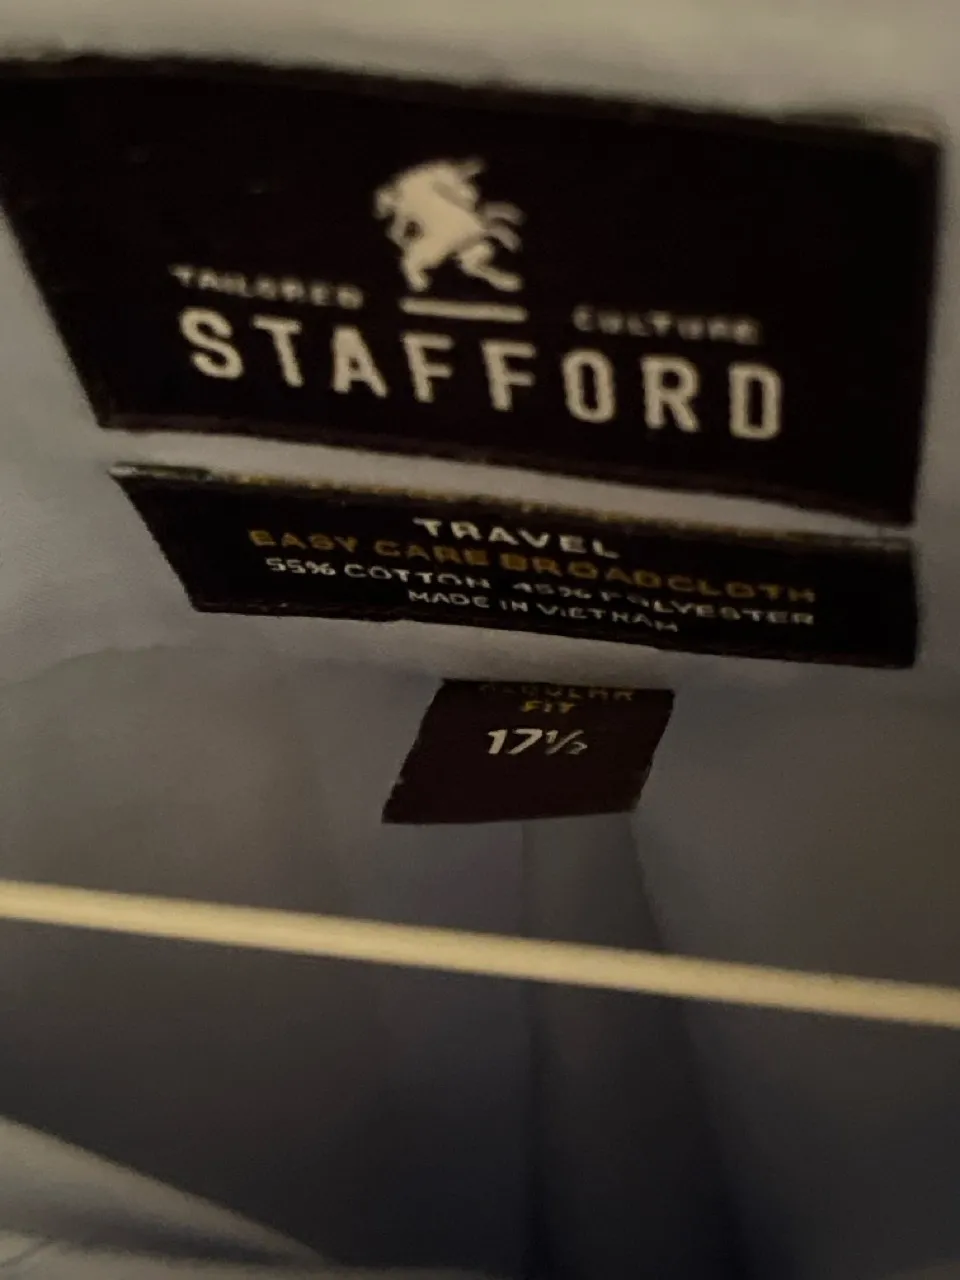 TAILORED CULTURE
STAFFORD
TRAVEL
EASY CARE BROADCLOTH
55% COTTON 45% POLYESTER
MADE IN VIETNAM
REGULAR
FIT
17½